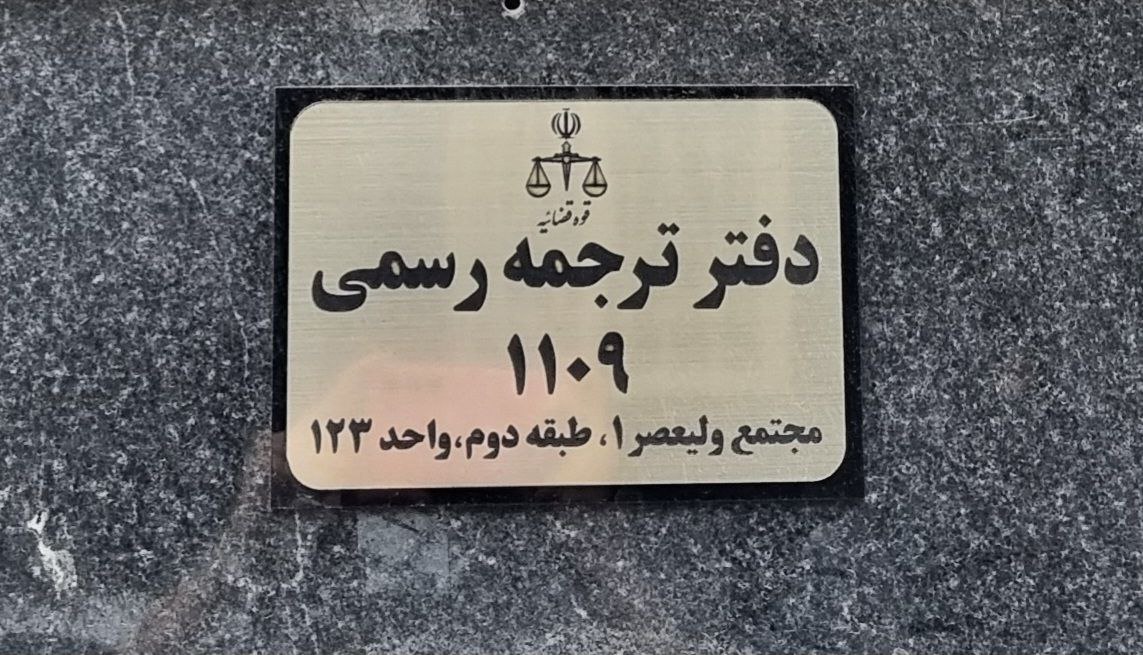 قوه قضائیه
دفتر ترجمه رسمی
۱۱۰۹
مجتمع ولیعصر ۱، طبقه دوم، واحد ۱۲۳